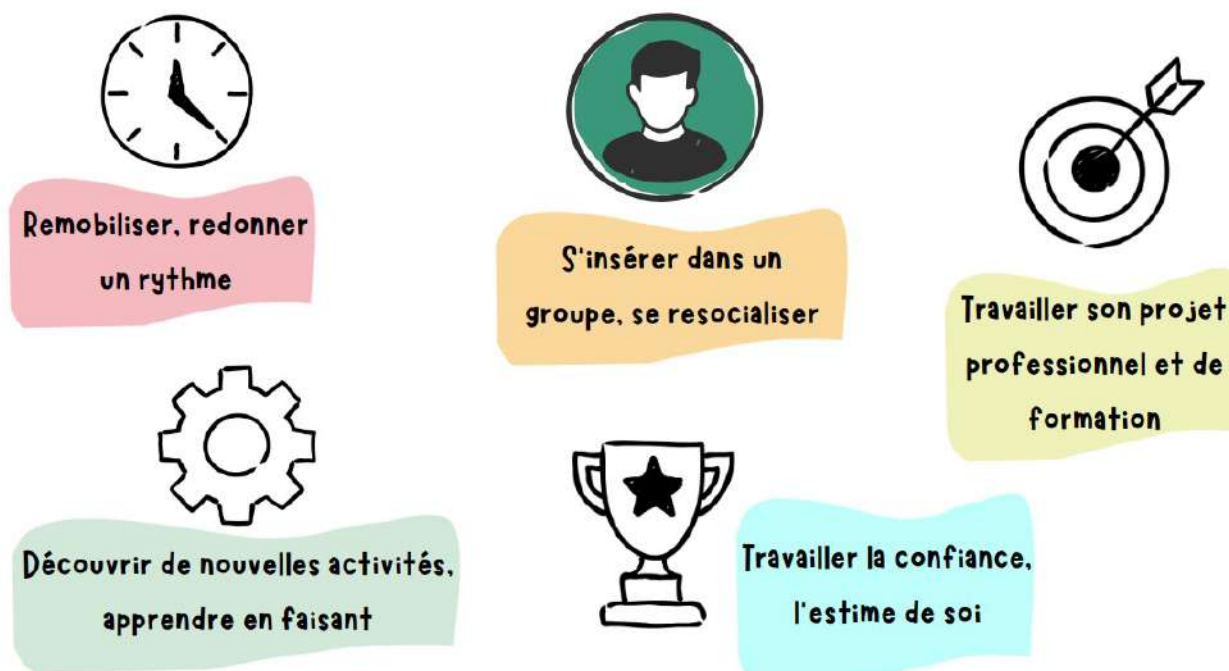 Remobiliser, redonner
un rythme
S'insérer dans un
groupe, se resocialiser
Travailler son projet
professionnel et de
formation
Découvrir de nouvelles activités,
apprendre en faisant
Travailler la confiance,
l'estime de soi